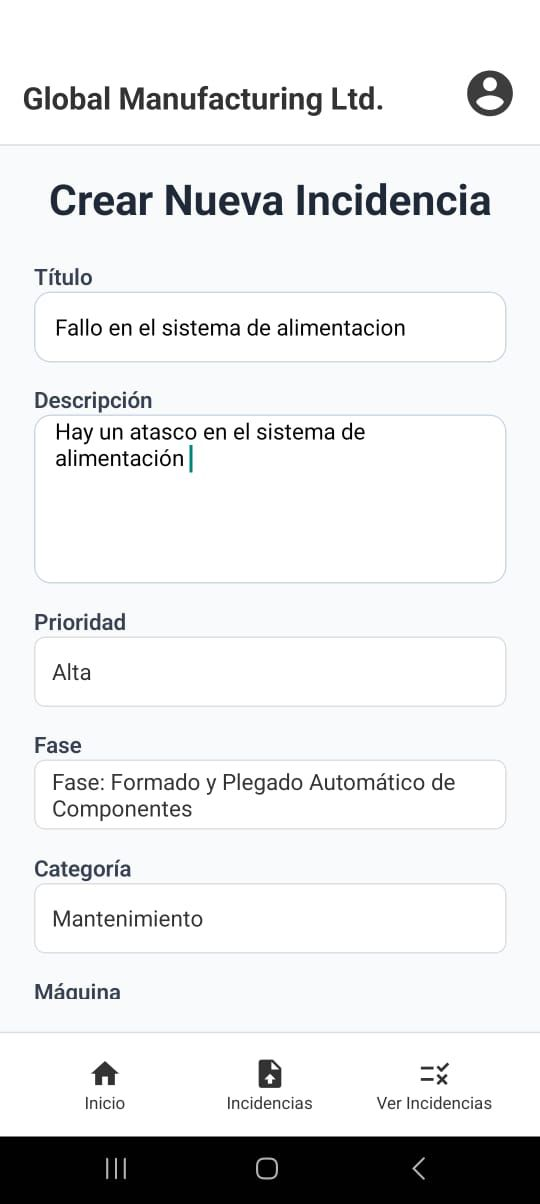 Global Manufacturing Ltd.
Crear Nueva Incidencia
Título
Fallo en el sistema de alimentacion
Descripción
Hay un atasco en el sistema de
alimentación
Prioridad
Alta
Fase
Fase: Formado y Plegado Automático de
Componentes
Categoría
Mantenimiento
Máquina
Inicio
Incidencias
Ver Incidencias